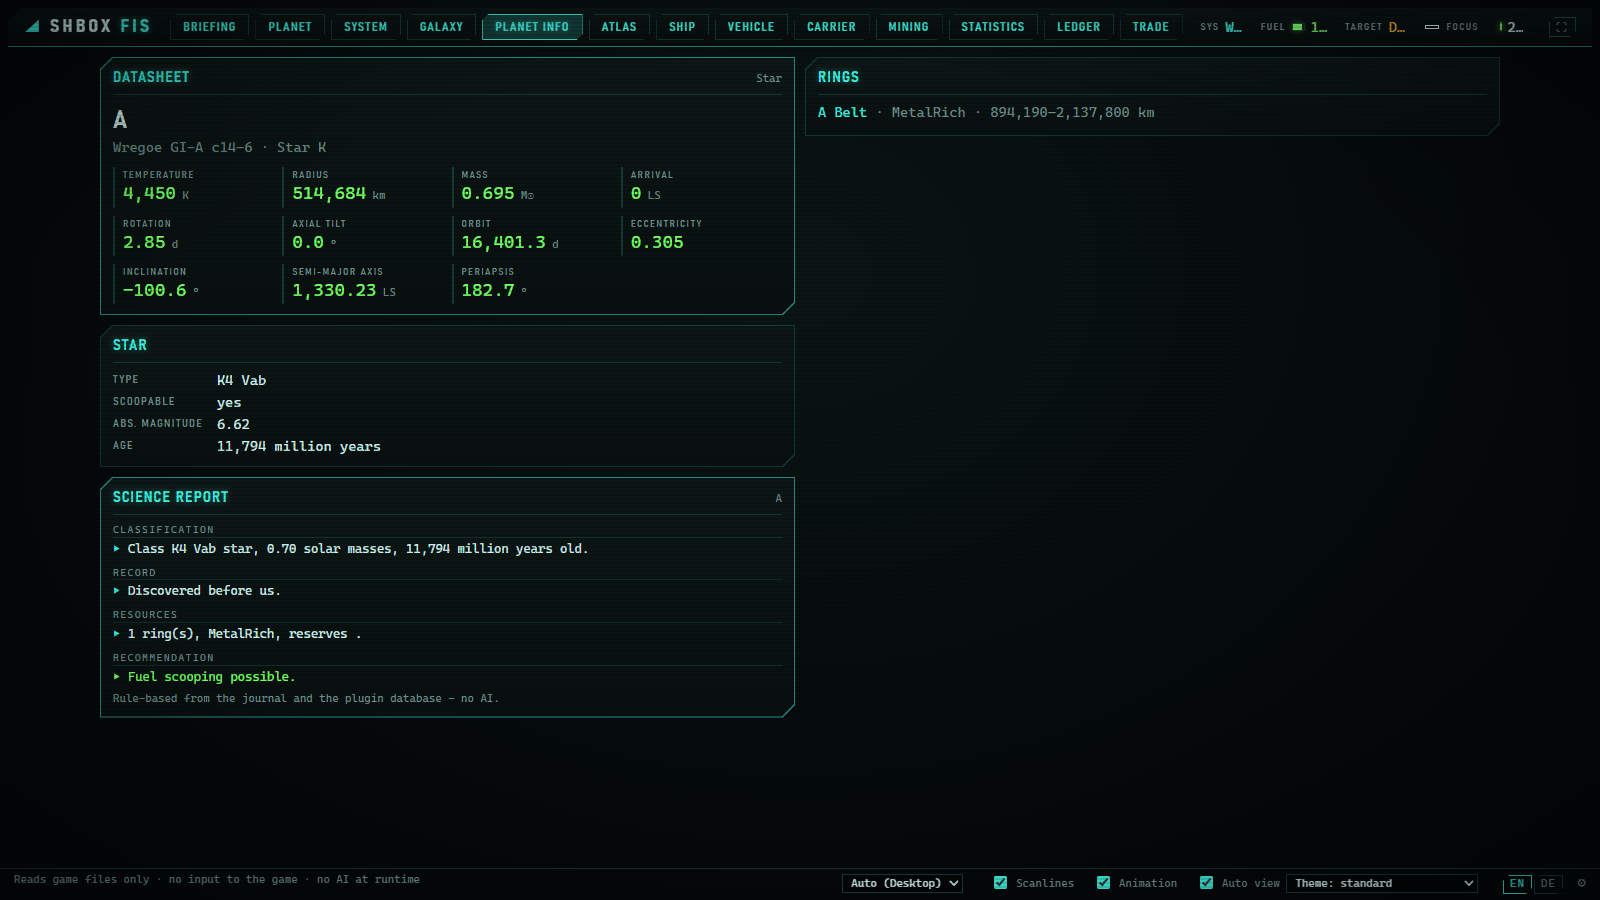 SHBOX FIS
BRIEFING PLANET SYSTEM GALAXY PLANET INFO ATLAS SHIP VEHICLE CARRIER MINING STATISTICS LEDGER TRADE SYS W… FUEL 1… TARGET D… FOCUS 2…
DATASHEET Star
A
Wregoe GI-A c14-6 · Star K
TEMPERATURE RADIUS MASS ARRIVAL
4,450 K 514,684 km 0.695 M 0 LS
ROTATION AXIAL TILT ORBIT ECCENTRICITY
2.85 d 0.0 ° 16,401.3 d 0.305
INCLINATION SEMI-MAJOR AXIS PERIAPSIS
−100.6 ° 1,330.23 LS 182.7 °
STAR
TYPE K4 Vab
SCOOPABLE yes
ABS. MAGNITUDE 6.62
AGE 11,794 million years
SCIENCE REPORT A
CLASSIFICATION
▸ Class K4 Vab star, 0.70 solar masses, 11,794 million years old.
RECORD
▸ Discovered before us.
RESOURCES
▸ 1 ring(s), MetalRich, reserves .
RECOMMENDATION
▸ Fuel scooping possible.
Rule-based from the journal and the plugin database — no AI.
RINGS
A Belt · MetalRich · 894,190–2,137,800 km
Reads game files only · no input to the game · no AI at runtime
Auto (Desktop) Scanlines Animation Auto view Theme: standard EN DE